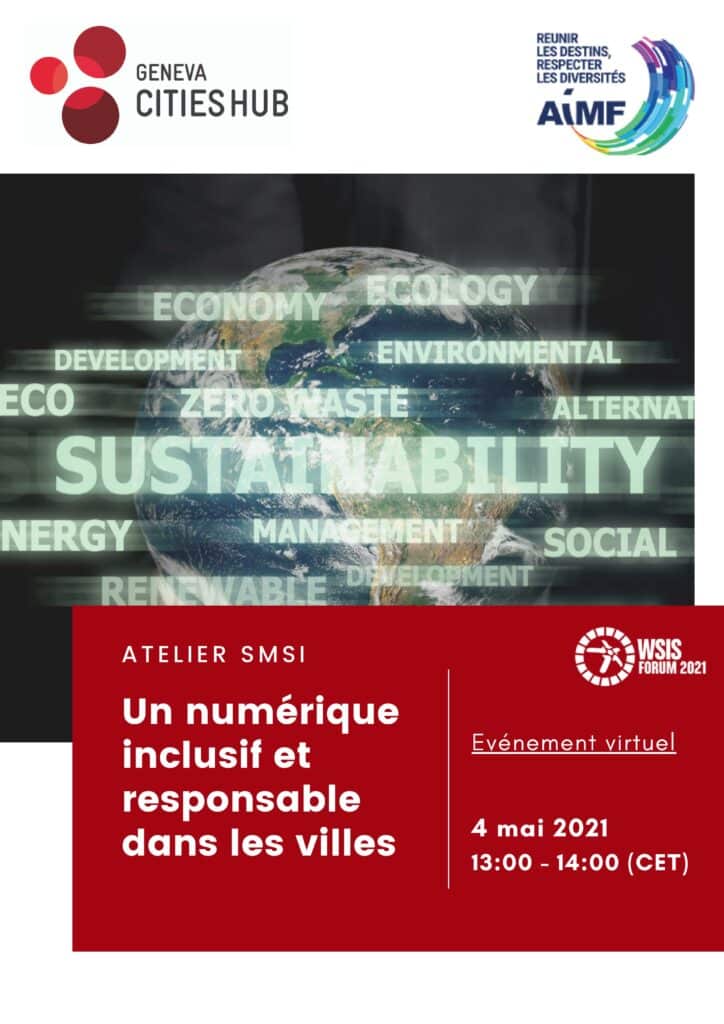 GENEVA
CITIES HUB
REUNIR
LES DESTINS,
RESPECTER
LES DIVERSITÉS
AIMF
ECONOMY
ECOLOGY
DEVELOPMENT
ENVIRONMENTAL
ECO
ZERO WASTE
ALTERNAT
SUSTAINABILITY
NERGY
MANAGEMENT
SOCIAL
RENEWABLE
DEVELOPMENT
ATELIER SMSI
Un numérique
inclusif et
responsable
dans les villes
WSIS
FORUM 2021
Evénement virtuel
4 mai 2021
13:00 - 14:00 (CET)